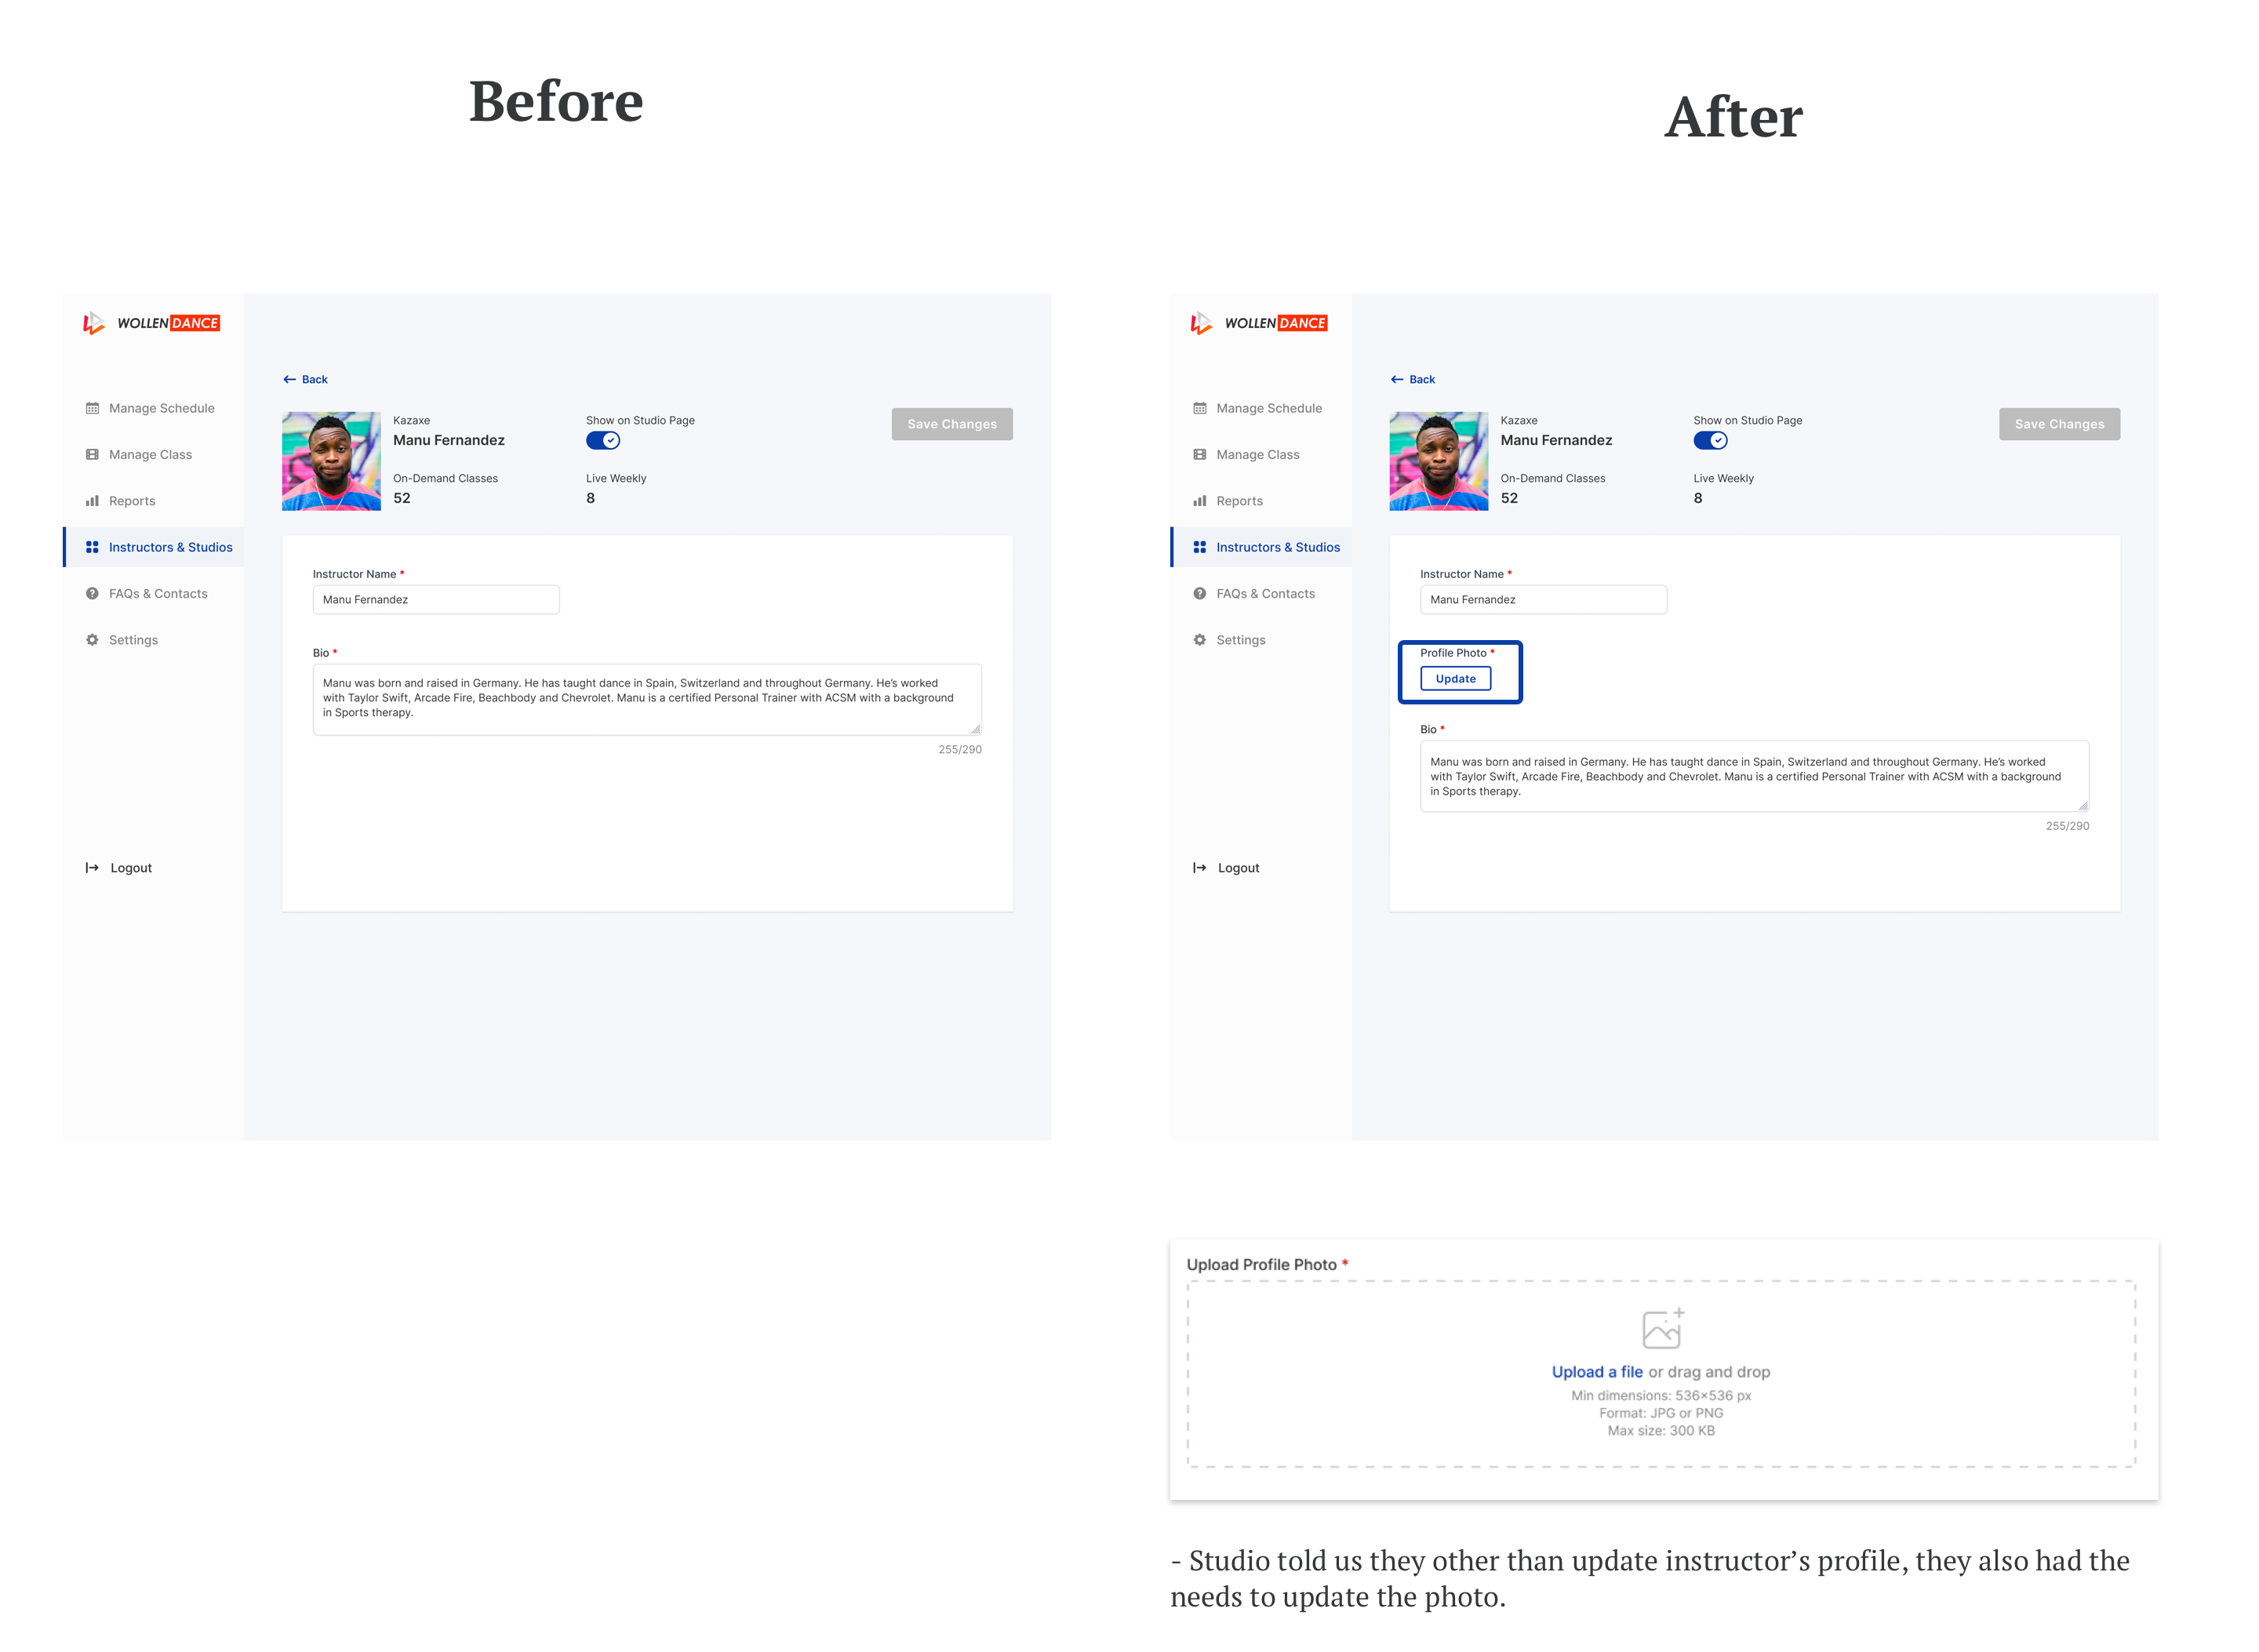 Before
WOLLEN DANCE
Manage Schedule
Manage Class
Reports
Instructors & Studios
FAQs & Contacts
Settings
Logout
Back
Kazaxe
Manu Fernandez
On-Demand Classes
52
Show on Studio Page
Live Weekly
8
Save Changes
Instructor Name *
Manu Fernandez
Bio *
Manu was born and raised in Germany. He has taught dance in Spain, Switzerland and throughout Germany. He's worked
with Taylor Swift, Arcade Fire, Beachbody and Chevrolet. Manu is a certified Personal Trainer with ACSM with a background
in Sports therapy.
255/290
After
WOLLEN DANCE
Manage Schedule
Manage Class
Reports
Instructors & Studios
FAQs & Contacts
Settings
Logout
Back
Kazaxe
Manu Fernandez
On-Demand Classes
52
Show on Studio Page
Live Weekly
8
Save Changes
Instructor Name *
Manu Fernandez
Profile Photo *
Update
Bio *
Manu was born and raised in Germany. He has taught dance in Spain, Switzerland and throughout Germany. He's worked
with Taylor Swift, Arcade Fire, Beachbody and Chevrolet. Manu is a certified Personal Trainer with ACSM with a background
in Sports therapy.
255/290
Upload Profile Photo *
Upload a file or drag and drop
Min dimensions: 536×536 px
Format: JPG or PNG
Max size: 300 KB
- Studio told us they other than update instructor’s profile, they also had the
needs to update the photo.